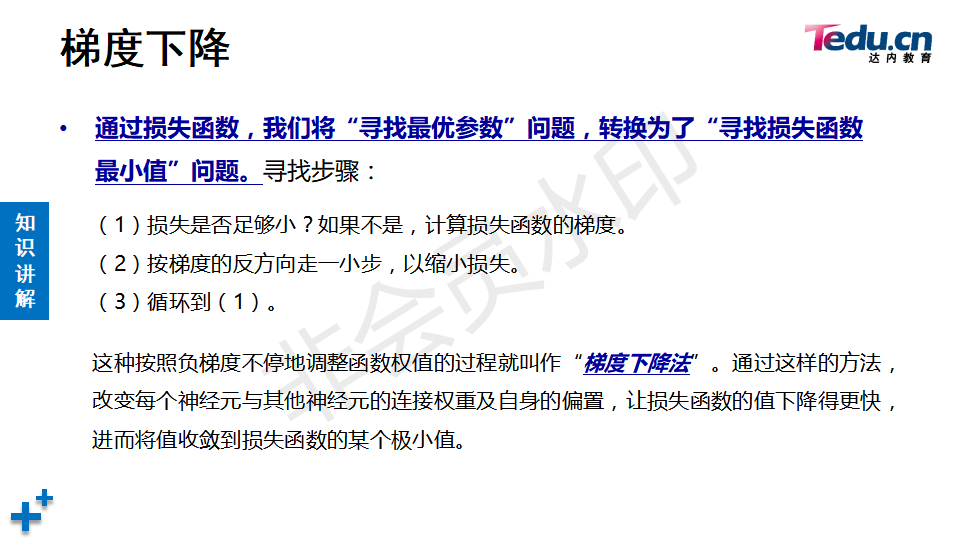 梯度下降
Tedu.cn
达内教育
• 通过损失函数，我们将“寻找最优参数”问题，转换为了“寻找损失函数
最小值”问题。寻找步骤：
（1）损失是否足够小？如果不是，计算损失函数的梯度。
（2）按梯度的反方向走一小步，以缩小损失。
（3）循环到（1）。
知识讲解
这种按照负梯度不停地调整函数权值的过程就叫作“梯度下降法”。通过这样的方法，
改变每个神经元与其他神经元的连接权重及自身的偏置，让损失函数的值下降得更快，
进而将值收敛到损失函数的某个极小值。
非会员水印